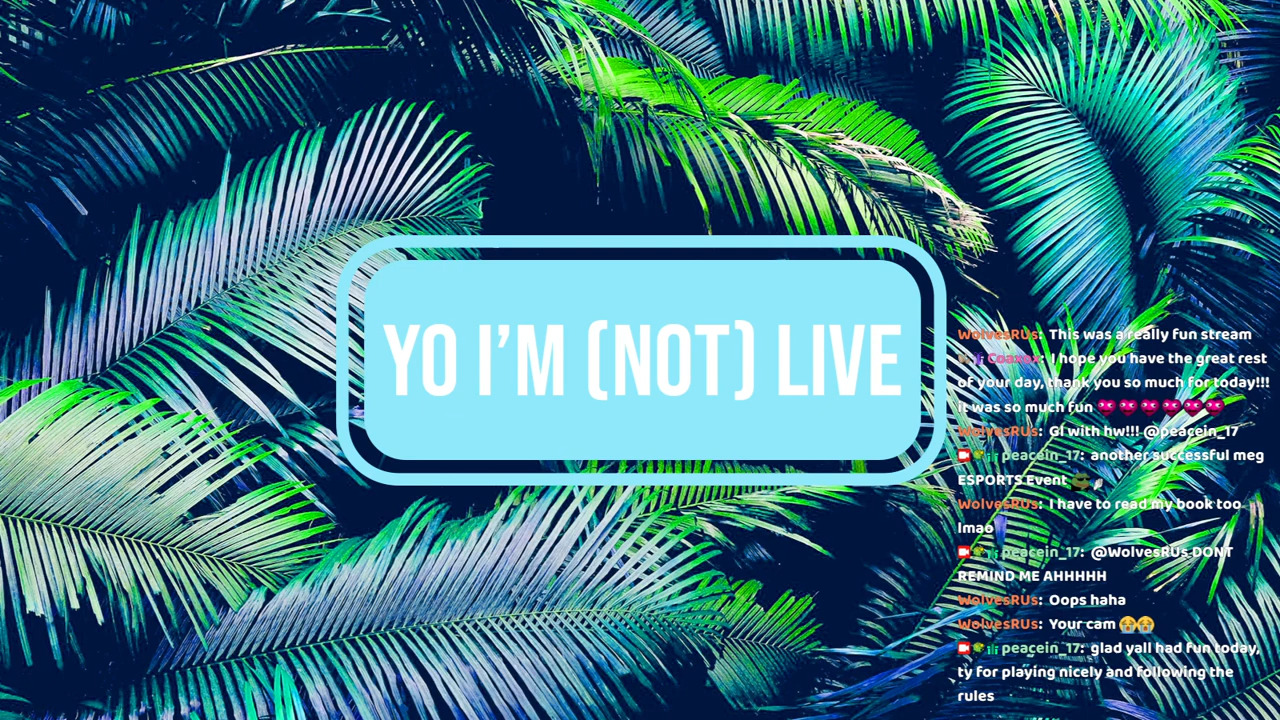 YO I’M (NOT) LIVE
WolvesRUs: This was a really fun stream
Coaxox: I hope you have the great rest
of your day, thank you so much for today!!!
it was so much fun 💗💗💗💗💗💗
WolvesRUs: Gl with hw!!! @peacein_17
peacein_17: another successful meg
ESPORTS Event
WolvesRUs: I have to read my book too
lmao
peacein_17: @WolvesRUs DONT
REMIND ME AHHHHH
WolvesRUs: Oops haha
WolvesRUs: Your cam 😭😭
peacein_17: glad yall had fun today,
ty for playing nicely and following the
rules